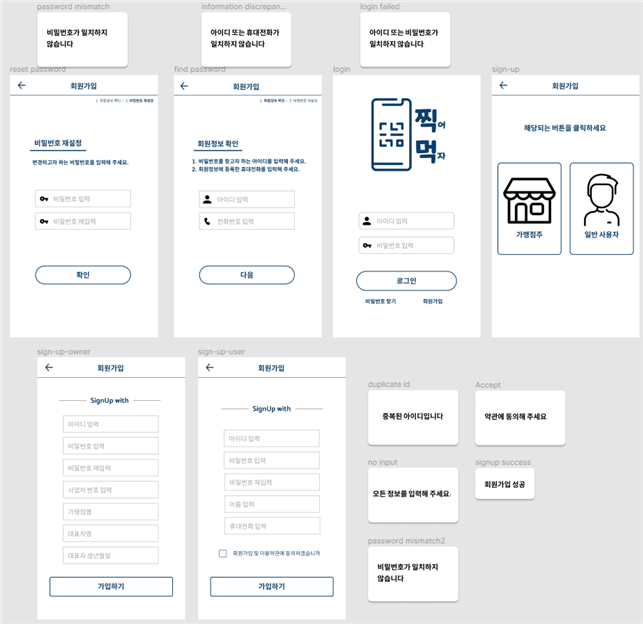 password mismatch
비밀번호가 일치하지
않습니다
information discrepan...
아이디 또는 휴대전화가
일치하지 않습니다
login failed
아이디 또는 비밀번호가
일치하지 않습니다
reset password
회원가입
1. 회원정보 확인 - 2. 비밀번호 재설정
비밀번호 재설정
변경하고자 하는 비밀번호를 입력해 주세요.
비밀번호 입력
비밀번호 재입력
확인
find password
회원가입
1. 회원정보 확인 - 2. 비밀번호 재설정
회원정보 확인
1. 비밀번호를 찾고자 하는 아이디를 입력해 주세요.
2. 회원정보에 등록한 휴대전화를 입력해 주세요.
아이디 입력
전화번호 입력
다음
login
찍어
먹자
아이디 입력
비밀번호 입력
로그인
비밀번호 찾기 회원가입
sign-up
회원가입
해당되는 버튼을 클릭하세요
가맹점주
일반 사용자
sign-up-owner
회원가입
SignUp with
아이디 입력
비밀번호 입력
비밀번호 재입력
사업자 번호 입력
가맹점명
대표자명
대표자 생년월일
가입하기
sign-up-user
회원가입
SignUp with
아이디 입력
비밀번호 입력
비밀번호 재입력
이름 입력
휴대전화 입력
회원가입 및 이용약관에 동의하겠습니까
가입하기
duplicate id
중복된 아이디입니다
Accept
약관에 동의해 주세요
no input
모든 정보를 입력해 주세요
signup success
회원가입 성공
password mismatch2
비밀번호가 일치하지
않습니다